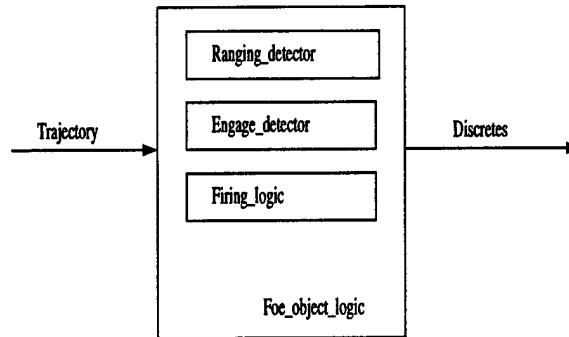 Ranging_detector
Trajectory
Engage_detector
Discretes
Firing_logic
Foe_object_logic